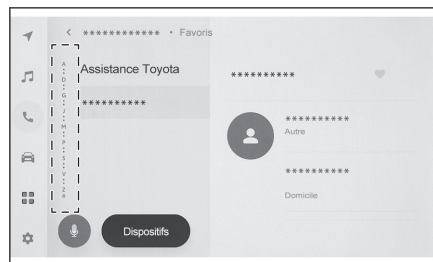 ************ • Favoris
A
D
G
J
M
P
S
V
Z
#
Assistance Toyota
**********
**********
**********
Autre
**********
Domicile
Dispositifs